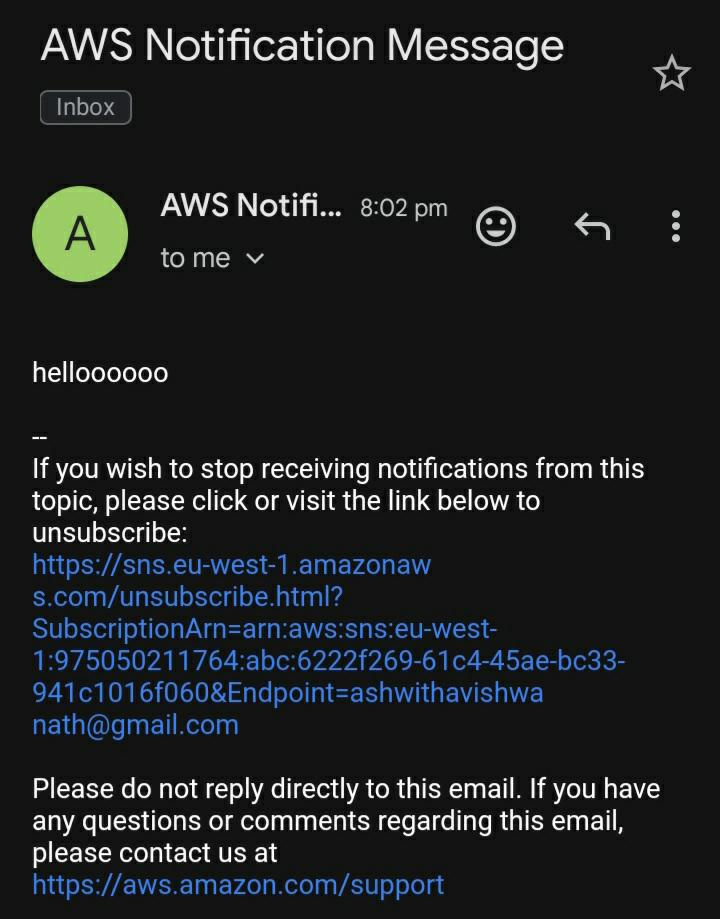 AWS Notification Message
Inbox
A
AWS Notifi... 8:02 pm
to me
helloooooo
--
If you wish to stop receiving notifications from this
topic, please click or visit the link below to
unsubscribe:
https://sns.eu-west-1.amazonaw
s.com/unsubscribe.html?
SubscriptionArn=arn:aws:sns:eu-west-
1:975050211764:abc:6222f269-61c4-45ae-bc33-
941c1016f060&Endpoint=ashwithavishwa
nath@gmail.com
Please do not reply directly to this email. If you have
any questions or comments regarding this email,
please contact us at
https://aws.amazon.com/support